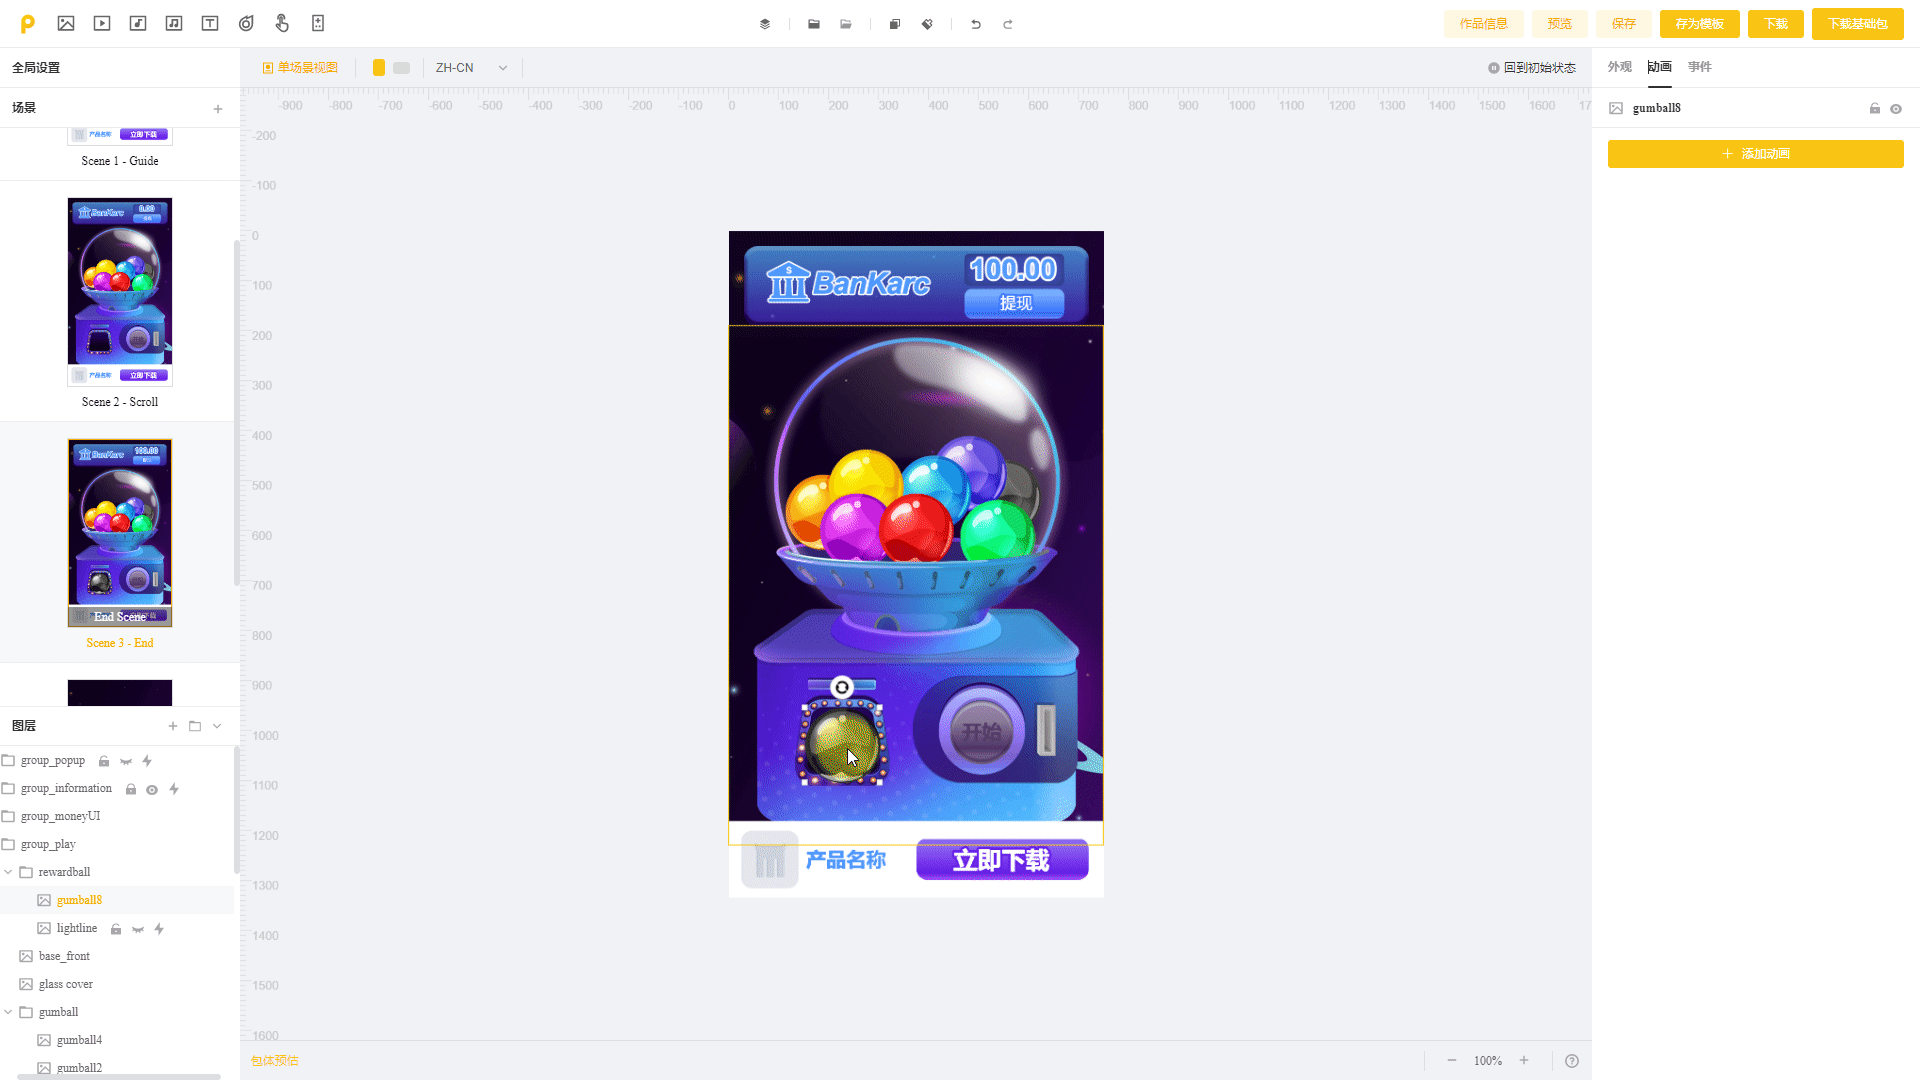 作品信息 预览 保存 存为模板 下载 下载基础包
全局设置 单场景视图 ZH-CN 回到初始状态 外观 动画 事件
场景
-900 -800 -700 -600 -500 -400 -300 -200 -100 0 100 200 300 400 500 600 700 800 900 1000 1100 1200 1300 1400 1500 1600 17
gumball8
添加动画
-200
-100
0
100
200
300
400
500
600
700
800
900
1000
1100
1200
1300
1400
1500
1600
产品名称 立即下载
Scene 1 - Guide
BanKarc 0.00
产品名称 立即下载
Scene 2 - Scroll
BanKarc 100.00
End Scene
Scene 3 - End
BanKarc
100.00
提现
开始
产品名称 立即下载
图层
group_popup
group_information
group_moneyUI
group_play
rewardball
gumball8
lightline
base_front
glass cover
gumball
gumball4
gumball2
包体预估 100%